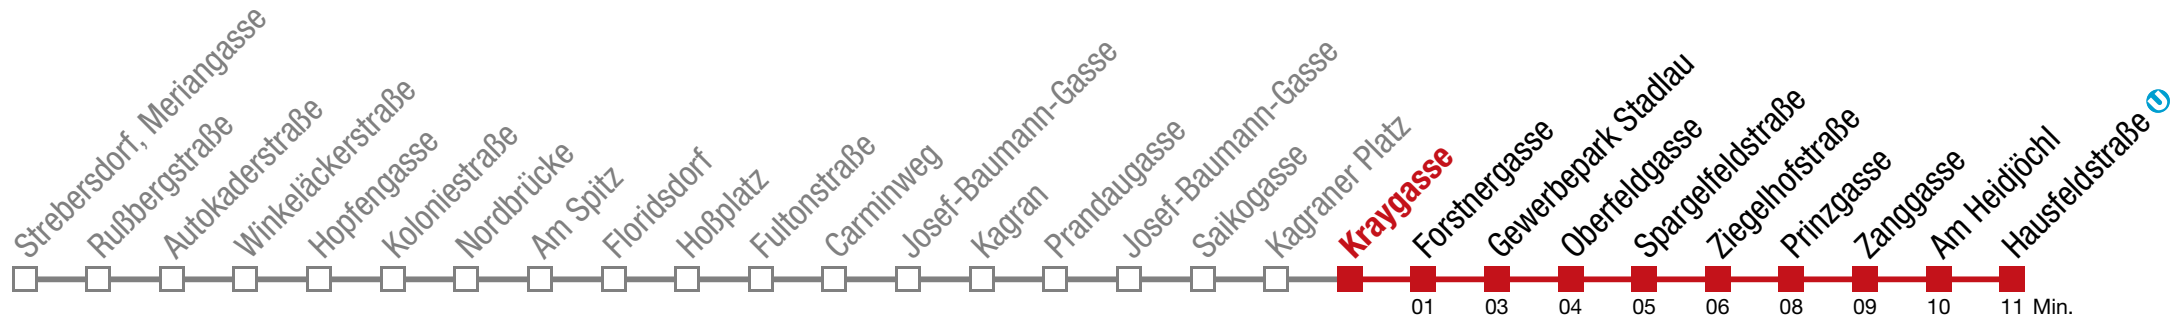 Strebersdorf, Meriangasse
Rußbergstraße
Autokaderstraße
Winkeläckerstraße
Hopfengasse
Koloniestraße
Nordbrücke
Am Spitz
Floridsdorf
Hoßplatz
Fultonstraße
Carminweg
Josef-Baumann-Gasse
Kagran
Prandaugasse
Josef-Baumann-Gasse
Saikogasse
Kagraner Platz
Kraygasse
Forstnergasse
Gewerbepark Stadlau
Oberfeldgasse
Spargelfeldstraße
Ziegelhofstraße
Prinzgasse
Zanggasse
Am Heidjöchl
Hausfeldstraße U
01 03 04 05 06 08 09 10 11 Min.